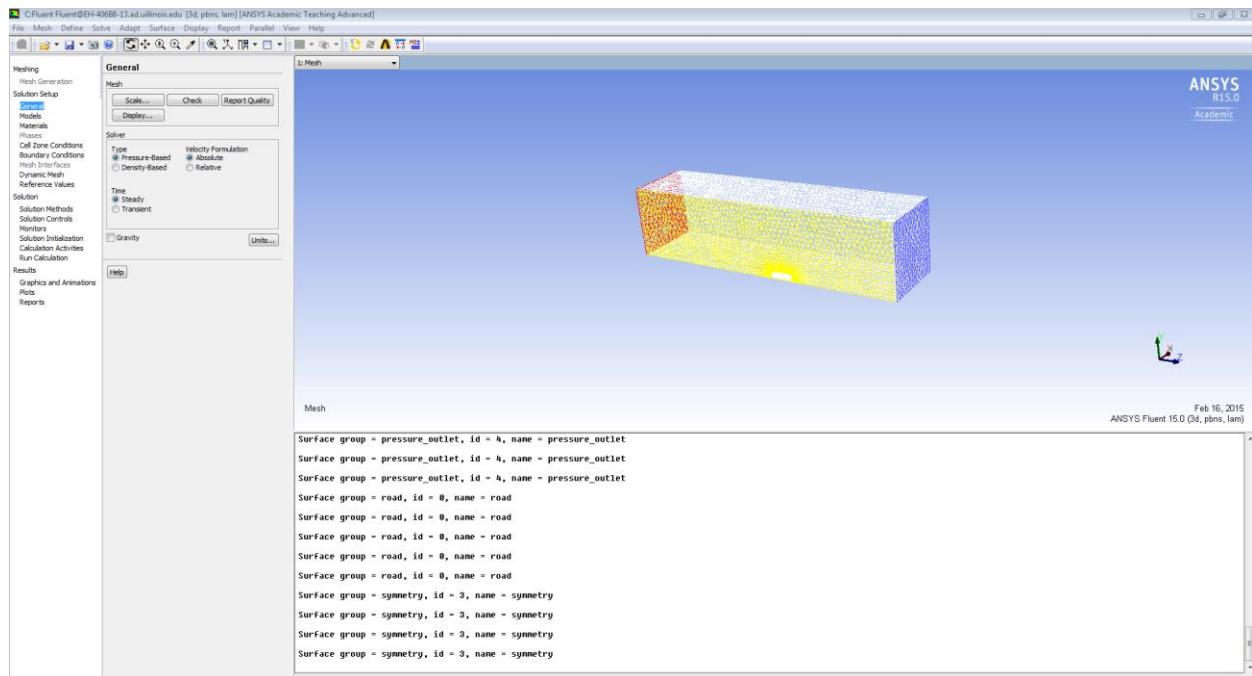 C:Fluent Fluent@EH-406B8-13.ad.uillinois.edu [3d, pbns, lam] [ANSYS Academic Teaching Advanced]
File Mesh Define Solve Adapt Surface Display Report Parallel View Help
Meshing
Mesh Generation
Solution Setup
General
Models
Materials
Phases
Cell Zone Conditions
Boundary Conditions
Mesh Interfaces
Dynamic Mesh
Reference Values
Solution
Solution Methods
Solution Controls
Monitors
Solution Initialization
Calculation Activities
Run Calculation
Results
Graphics and Animations
Plots
Reports
General
Mesh
Scale... Check Report Quality
Display...
Solver
Type Velocity Formulation
Pressure-Based Absolute
Density-Based Relative
Time
Steady
Transient
Gravity Units...
Help
1: Mesh
ANSYS
R15.0
Academic
Y
X
Z
Mesh
Feb 16, 2015
ANSYS Fluent 15.0 (3d, pbns, lam)
Surface group = pressure_outlet, id = 4, name = pressure_outlet
Surface group = pressure_outlet, id = 4, name = pressure_outlet
Surface group = pressure_outlet, id = 4, name = pressure_outlet
Surface group = road, id = 0, name = road
Surface group = road, id = 0, name = road
Surface group = road, id = 0, name = road
Surface group = road, id = 0, name = road
Surface group = road, id = 0, name = road
Surface group = symmetry, id = 3, name = symmetry
Surface group = symmetry, id = 3, name = symmetry
Surface group = symmetry, id = 3, name = symmetry
Surface group = symmetry, id = 3, name = symmetry